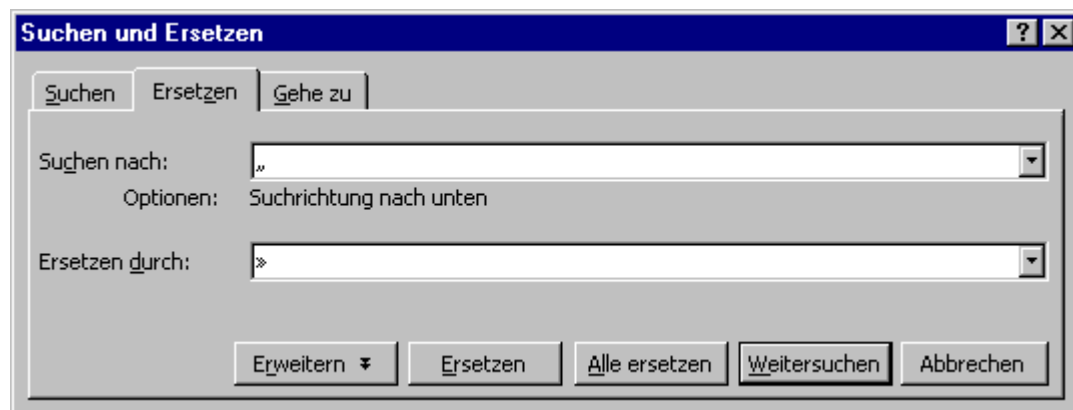 Suchen und Ersetzen
Suchen Ersetzen Gehe zu
Suchen nach: „
Optionen: Suchrichtung nach unten
Ersetzen durch: »
Erweitern Ersetzen Alle ersetzen Weitersuchen Abbrechen